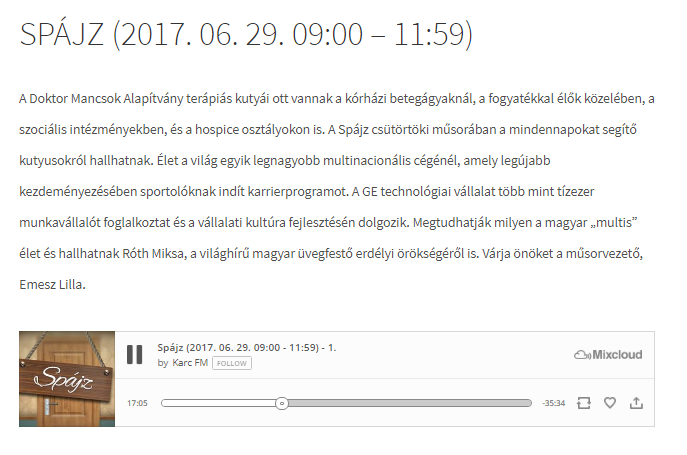 SPÁJZ (2017. 06. 29. 09:00 – 11:59)
A Doktor Mancsok Alapítvány terápiás kutyái ott vannak a kórházi betegágyaknál, a fogyatékkal élők közelében, a
szociális intézményekben, és a hospice osztályokon is. A Spájz csütörtöki műsorában a mindennapokat segítő
kutyusokról hallhatnak. Élet a világ egyik legnagyobb multinacionális cégénél, amely legújabb
kezdeményezésében sportolóknak indít karrierprogramot. A GE technológiai vállalat több mint tízezer
munkavállalót foglalkoztat és a vállalati kultúra fejlesztésén dolgozik. Megtudhatják milyen a magyar „multis”
élet és hallhatnak Róth Miksa, a világhírű magyar üvegfestő erdélyi örökségéről is. Várja önöket a műsorvezető,
Emesz Lilla.
Spájz
Spájz (2017. 06. 29. 09:00 - 11:59) - 1.
by Karc FM FOLLOW
Mixcloud
17:05
-35:34